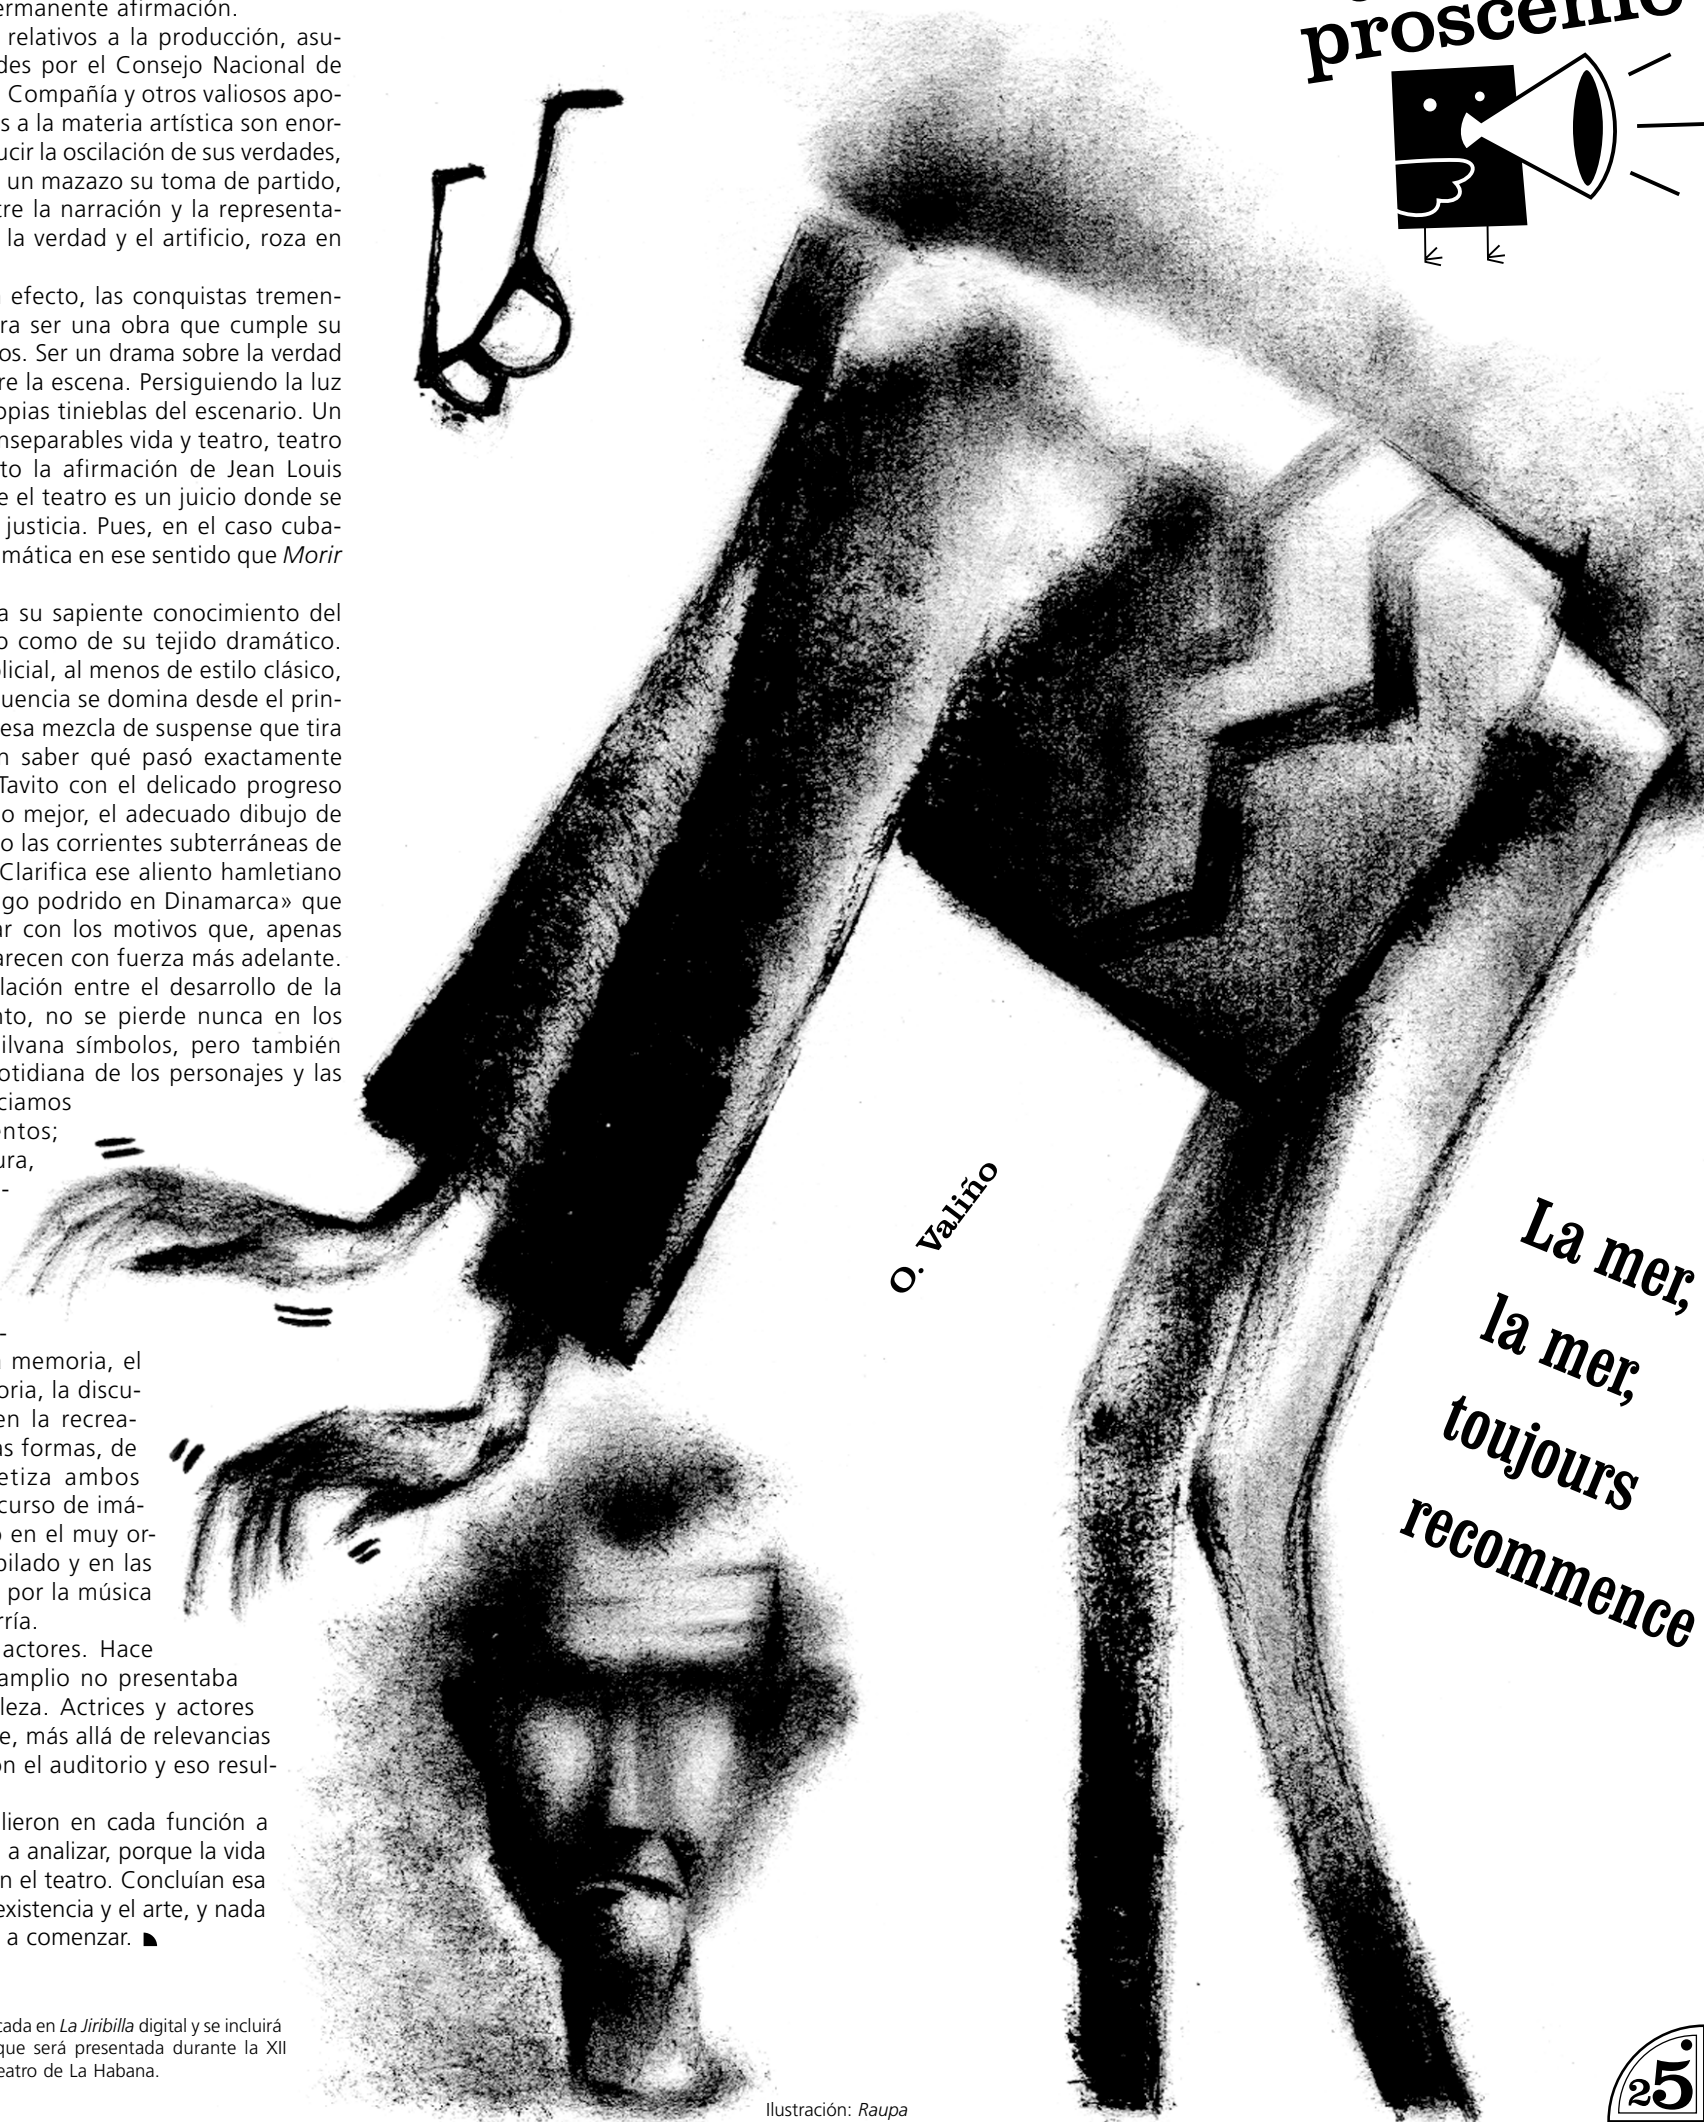 ermanente afirmación.
relativos a la producción, asu-
des por el Consejo Nacional de
Compañía y otros valiosos apo-
s a la materia artística son enor-
ucir la oscilación de sus verdades,
un mazazo su toma de partido,
tre la narración y la representa-
la verdad y el artificio, roza en
efecto, las conquistas tremen-
ra ser una obra que cumple su
os. Ser un drama sobre la verdad
re la escena. Persiguiendo la luz
opias tinieblas del escenario. Un
nseparables vida y teatro, teatro
to la afirmación de Jean Louis
e el teatro es un juicio donde se
justicia. Pues, en el caso cuba-
mática en ese sentido que Morir
a su sapiente conocimiento del
o como de su tejido dramático.
olicial, al menos de estilo clásico,
uencia se domina desde el prin-
esa mezcla de suspense que tira
n saber qué pasó exactamente
Tavito con el delicado progreso
o mejor, el adecuado dibujo de
o las corrientes subterráneas de
Clarifica ese aliento hamletiano
go podrido en Dinamarca» que
ar con los motivos que, apenas
arecen con fuerza más adelante.
lación entre el desarrollo de la
nto, no se pierde nunca en los
ilvana símbolos, pero también
otidiana de los personajes y las
ciamos
entos;
ura,
-
-
memoria, el
oria, la discu-
en la recrea-
as formas, de
etiza ambos
curso de imá-
o en el muy or-
pilado y en las
por la música
rría.
actores. Hace
amplio no presentaba
leza. Actrices y actores
e, más allá de relevancias
on el auditorio y eso resul-
lieron en cada función a
a analizar, porque la vida
n el teatro. Concluían esa
existencia y el arte, y nada
a comenzar.
cada en La Jiribilla digital y se incluirá
que será presentada durante la XII
eatro de La Habana.
proscenio
O. Valiño
La mer,
la mer,
toujours
recommence
Ilustración: Raupa
25